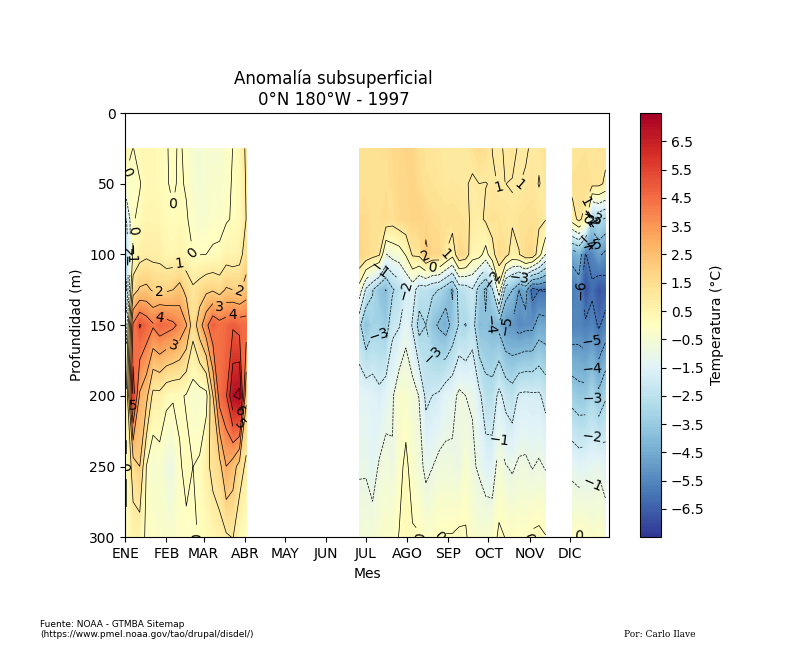 Anomalía subsuperficial
0°N 180°W - 1997
0
50
100
150
200
250
300
Profundidad (m)
ENE FEB MAR ABR MAY JUN JUL AGO SEP OCT NOV DIC
Mes
6.5
5.5
4.5
3.5
2.5
1.5
0.5
−0.5
−1.5
−2.5
−3.5
−4.5
−5.5
−6.5
Temperatura (°C)
Fuente: NOAA - GTMBA Sitemap
(https://www.pmel.noaa.gov/tao/drupal/disdel/)
Por: Carlo Ilave